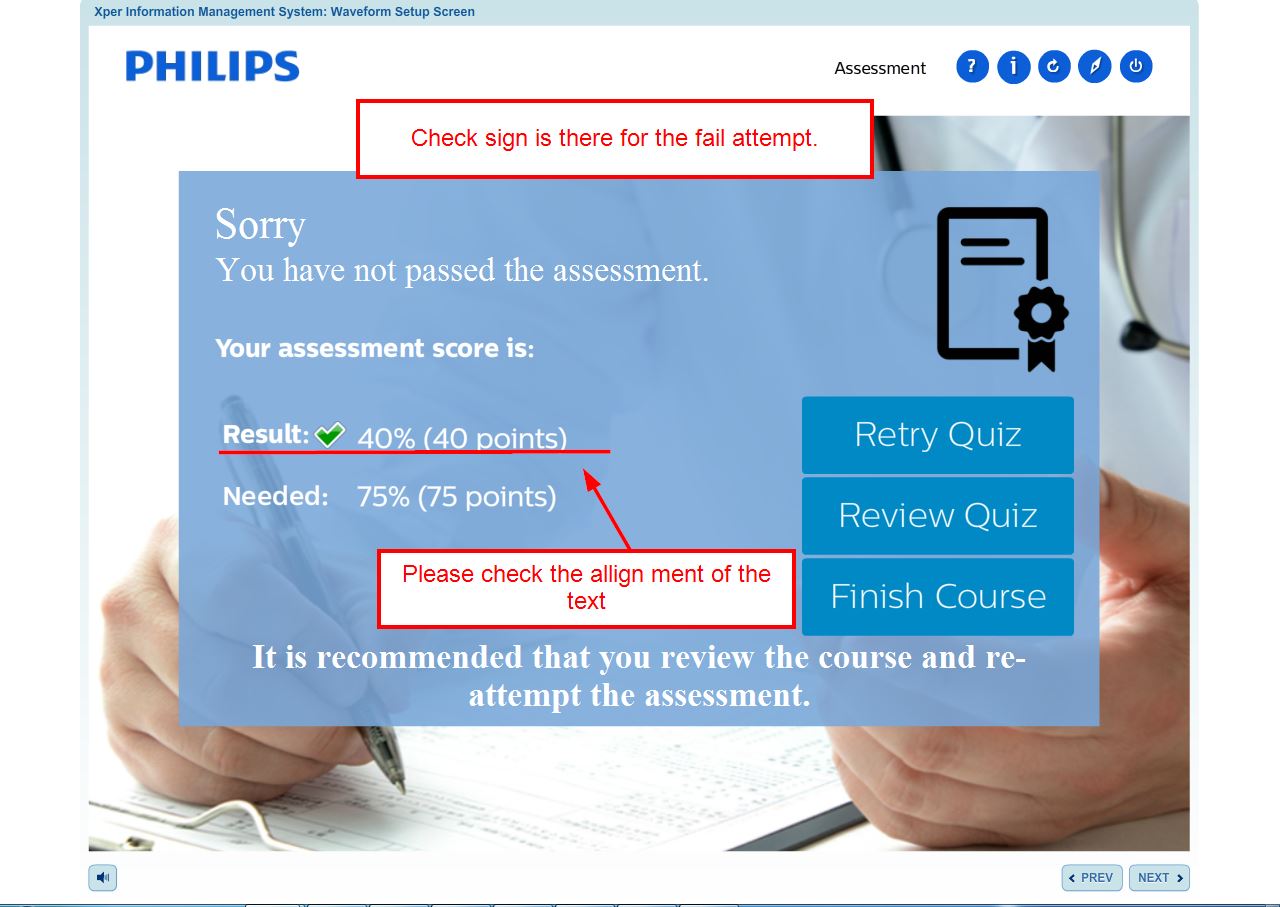 Xper Information Management System: Waveform Setup Screen
PHILIPS
Assessment
? i
Check sign is there for the fail attempt.
Sorry
You have not passed the assessment.
Your assessment score is:
Result: 40% (40 points)
Needed: 75% (75 points)
Retry Quiz
Review Quiz
Finish Course
Please check the allign ment of the
text
It is recommended that you review the course and re-
attempt the assessment.
PREV NEXT